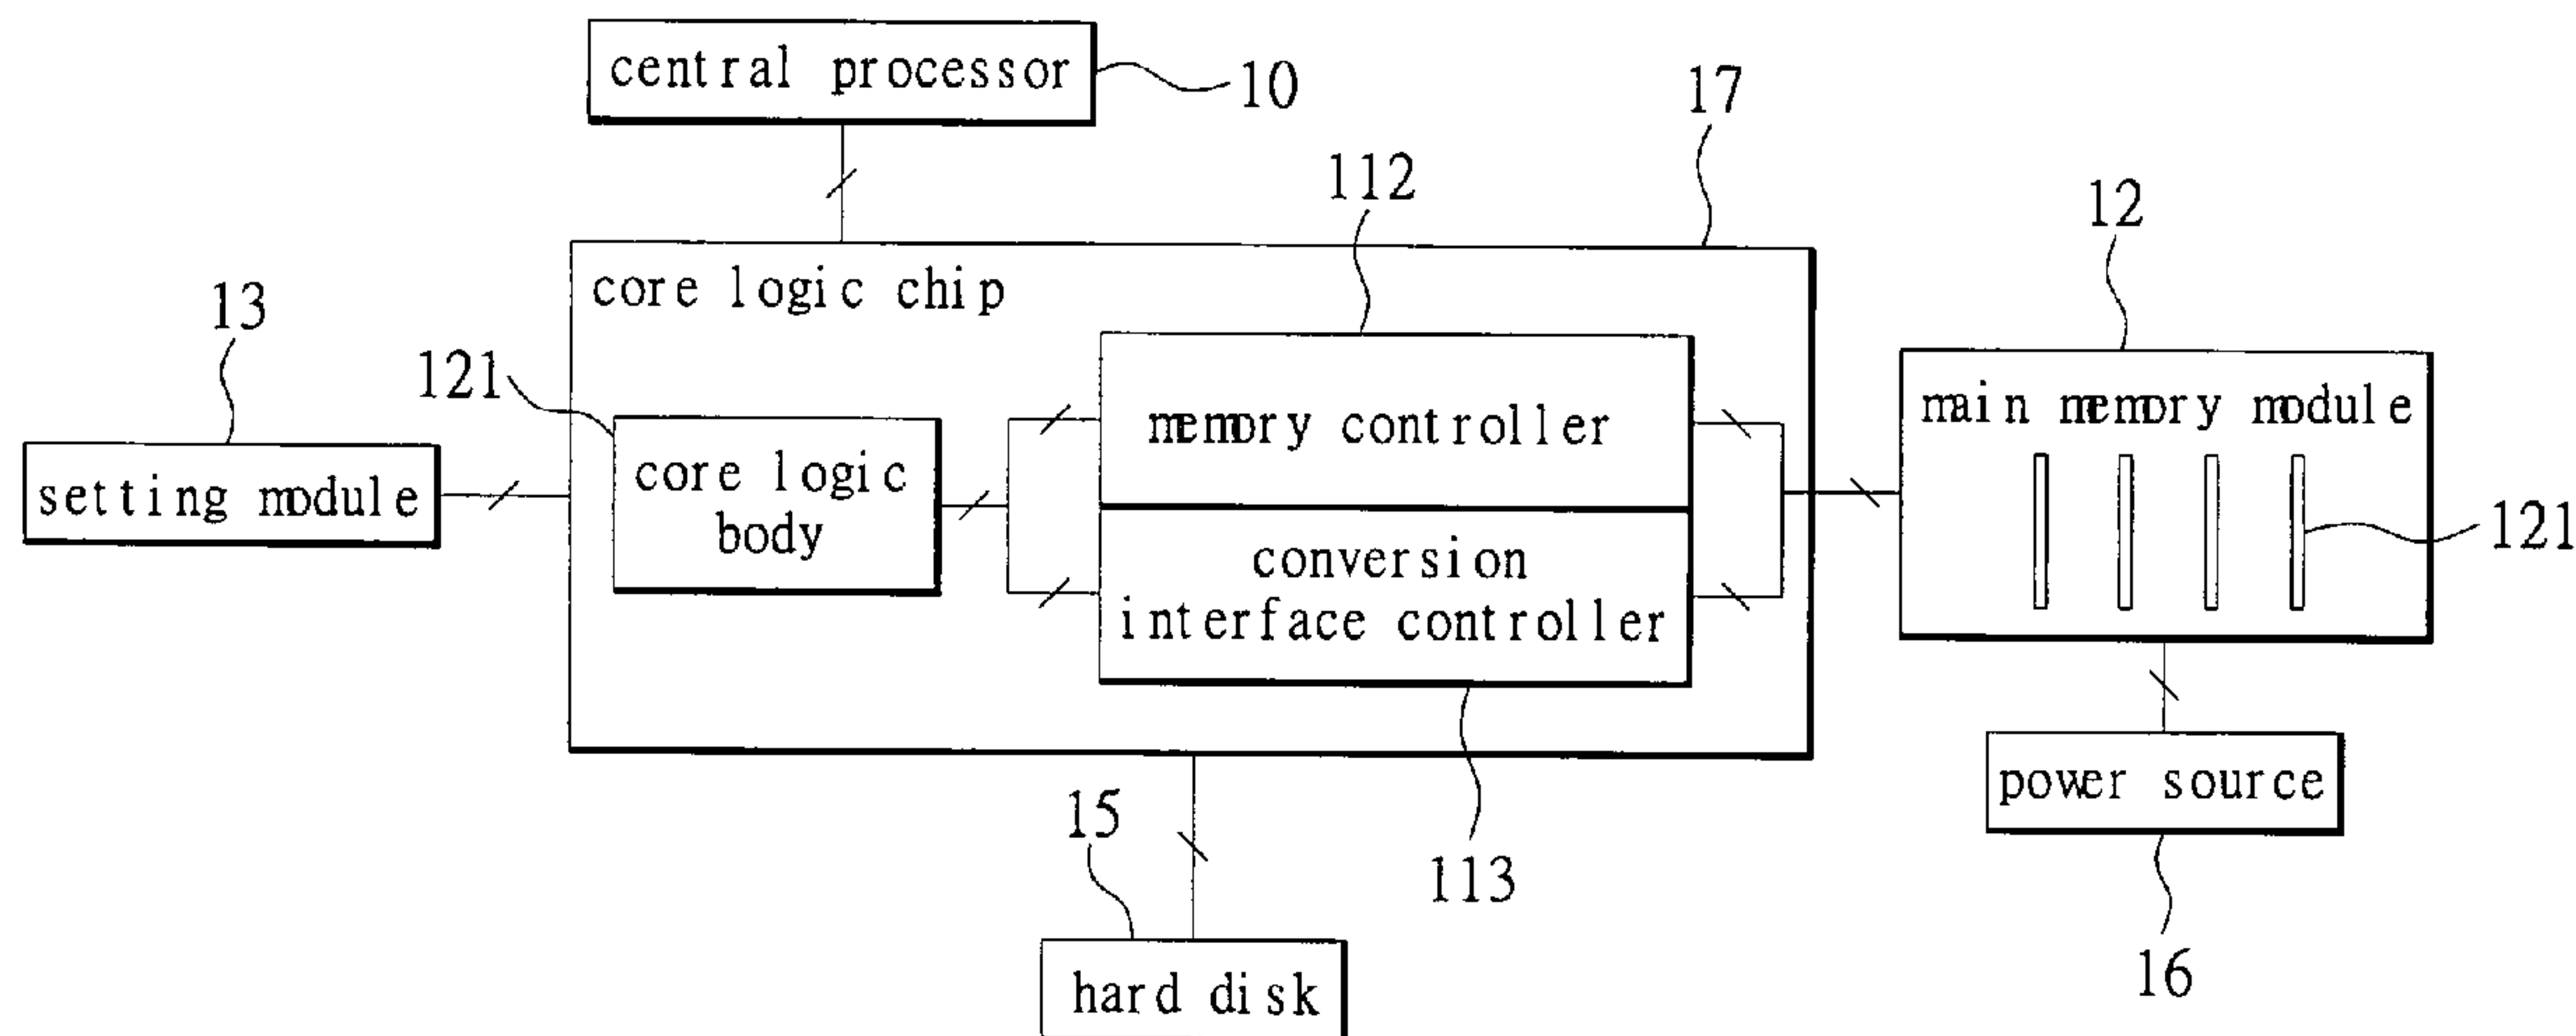 central processor
10
17
112
12
core logic chip
13
121
main memory module
memory controller
core logic
body
setting module
121
conversion
interface controller
power source
15
113
16
hard disk